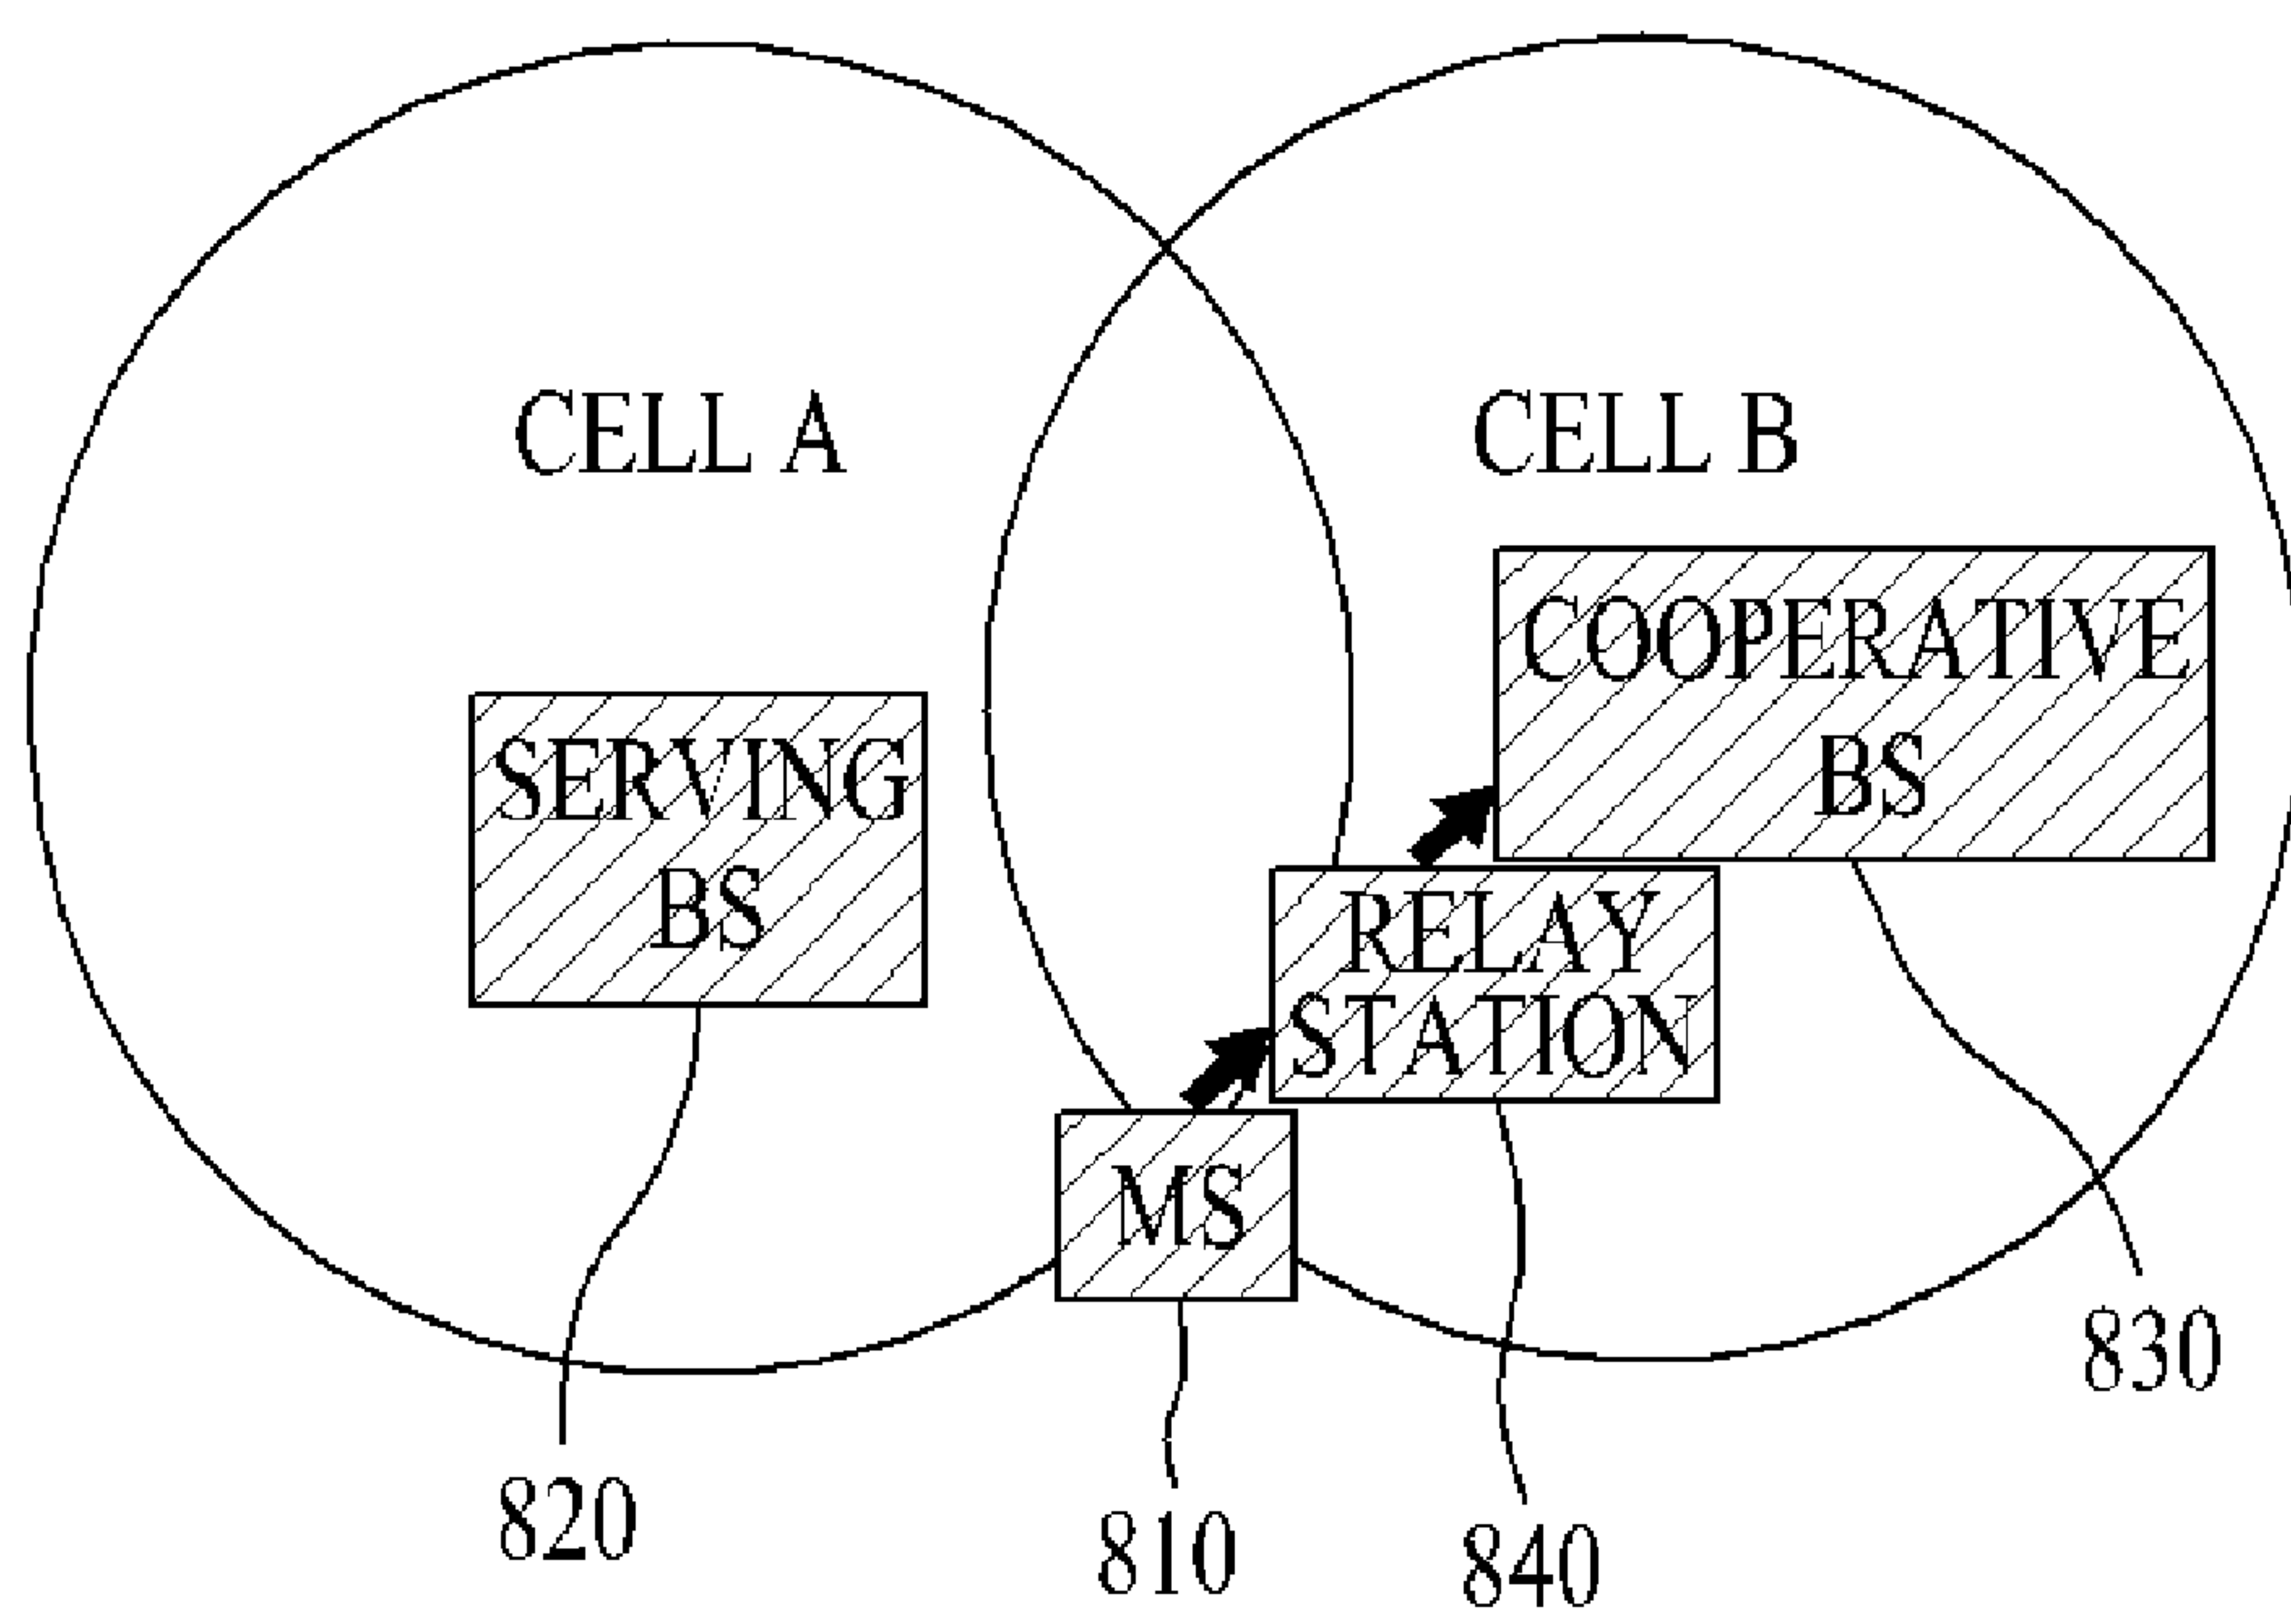 CELL A
CELL B
COOPERATIVE
BS
SERVING
BS
RELAY
STATION
MS
830
820
810
840